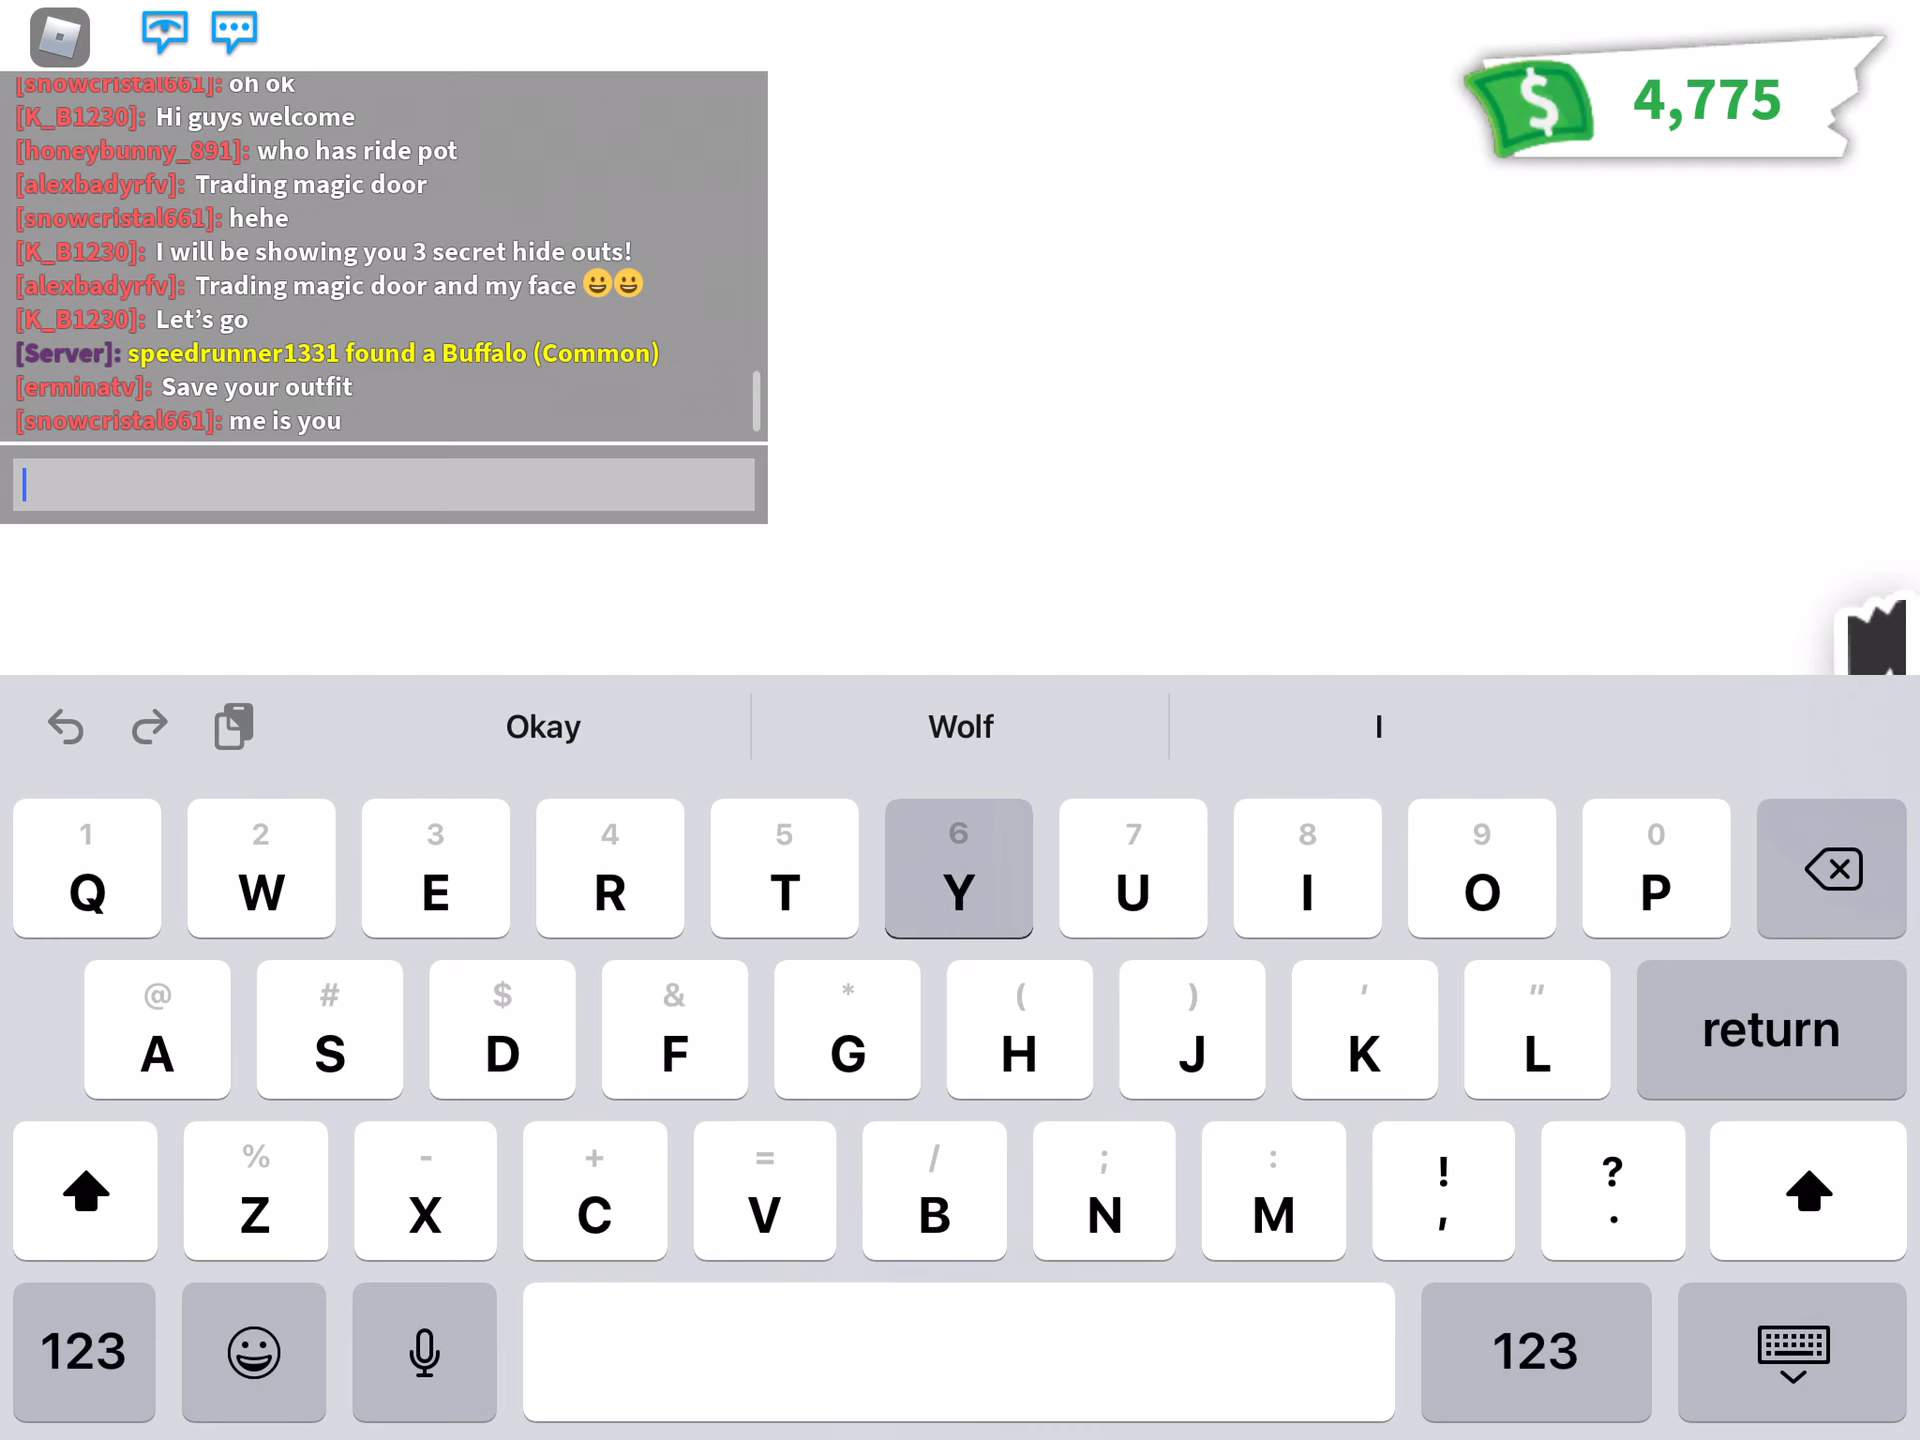 [snowcristal661]: oh ok
[K_B1230]: Hi guys welcome
[honeybunny_891]: who has ride pot
[alexbadyrfv]: Trading magic door
[snowcristal661]: hehe
[K_B1230]: I will be showing you 3 secret hide outs!
[alexbadyrfv]: Trading magic door and my face 😀😀
[K_B1230]: Let’s go
[Server]: speedrunner1331 found a Buffalo (Common)
[erminatv]: Save your outfit
[snowcristal661]: me is you
$ 4,775
Okay Wolf I
1 2 3 4 5 6 7 8 9 0
Q W E R T Y U I O P
@ # $ & * ( ) ' "
A S D F G H J K L return
% - + = / ; : ! ?
Z X C V B N M , .
123 123